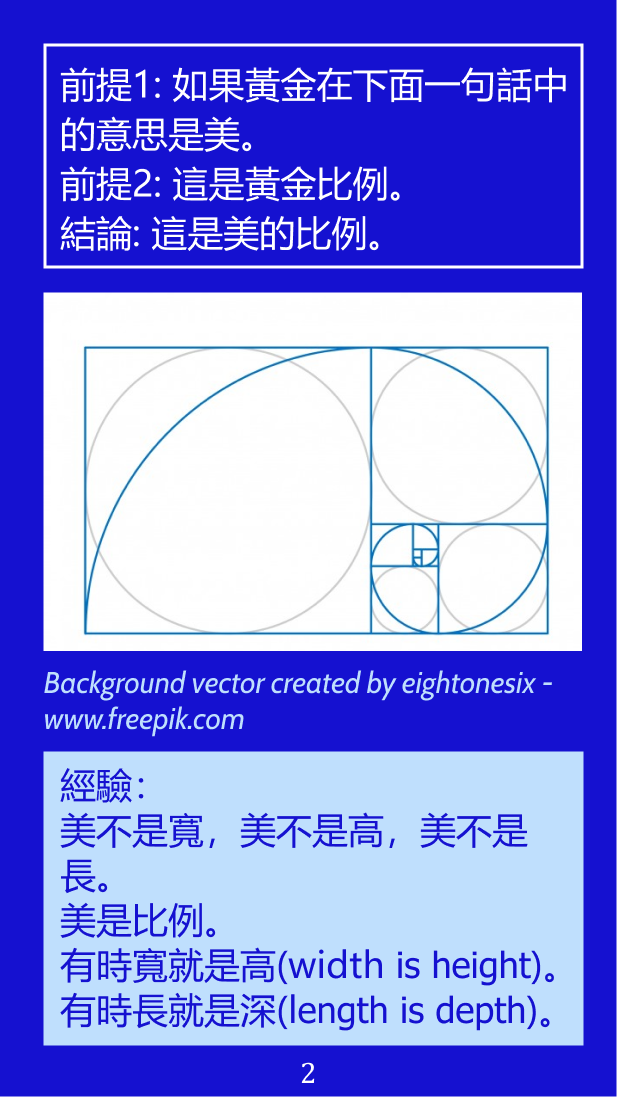 前提1: 如果黃金在下面一句話中
的意思是美。
前提2: 這是黃金比例。
結論: 這是美的比例。
Background vector created by eightonesix -
www.freepik.com
經驗：
美不是寬，美不是高，美不是
長。
美是比例。
有時寬就是高(width is height)。
有時長就是深(length is depth)。
2